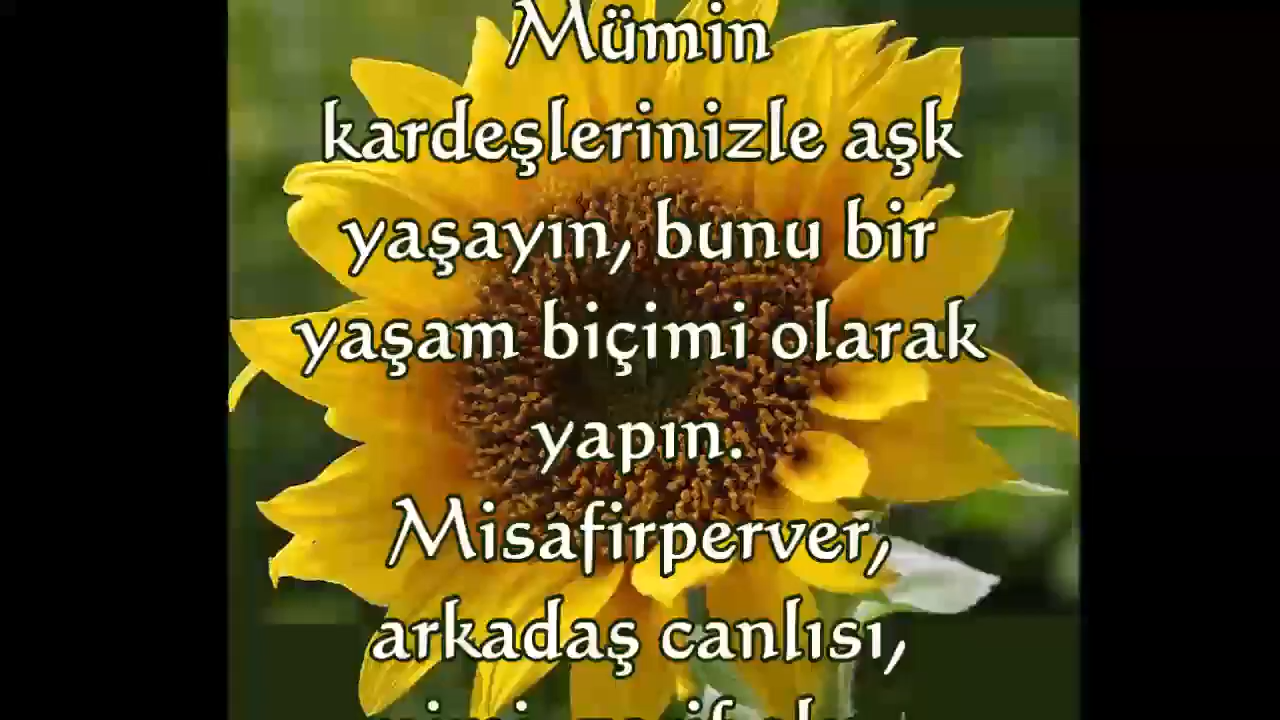 Mümin
kardeşlerinizle aşk
yaşayın, bunu bir
yaşam biçimi olarak
yapın.
Misafirperver,
arkadaş canlısı,